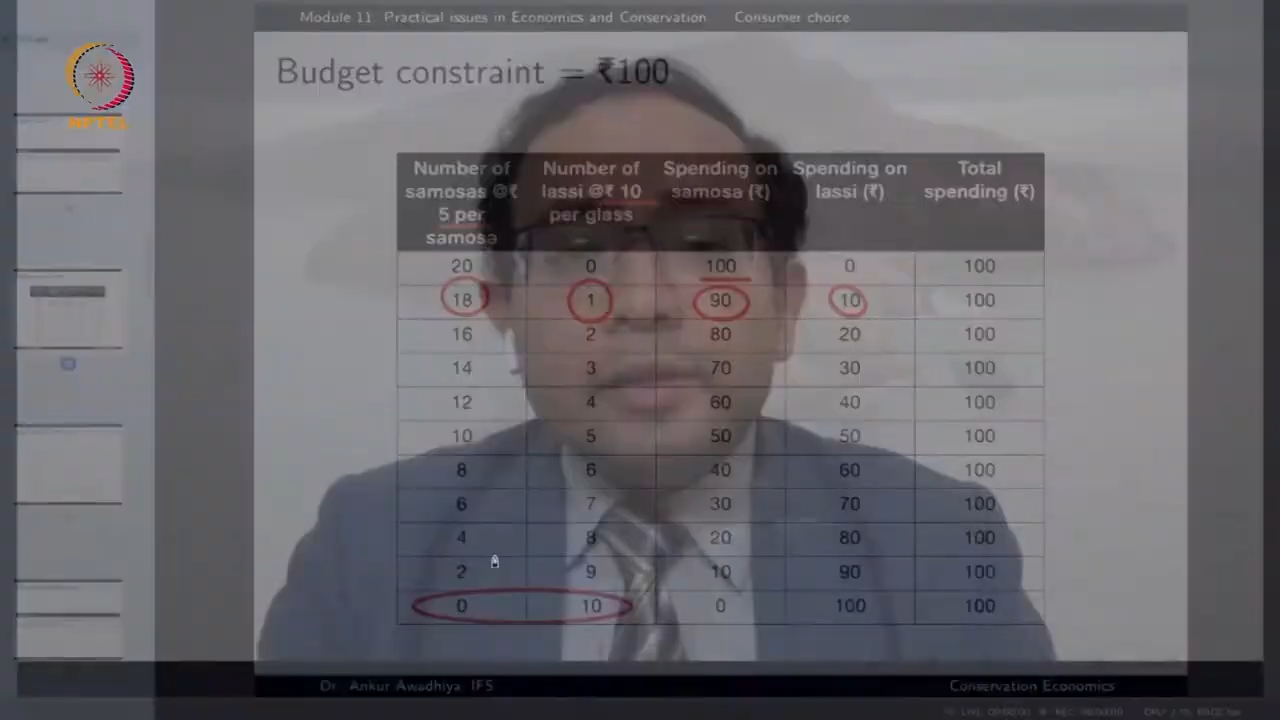 Module 11 Practical issues in Economics and Conservation Consumer choice
NPTEL
Budget constraint = ₹100
Number of samosas @₹ 5 per samosa Number of lassi @₹ 10 per glass Spending on samosa (₹) Spending on lassi (₹) Total spending (₹)
20 0 100 0 100
18 1 90 10 100
16 2 80 20 100
14 3 70 30 100
12 4 60 40 100
10 5 50 50 100
8 6 40 60 100
6 7 30 70 100
4 8 20 80 100
2 9 10 90 100
0 10 0 100 100
Dr. Ankur Awadhiya, IFS Conservation Economics